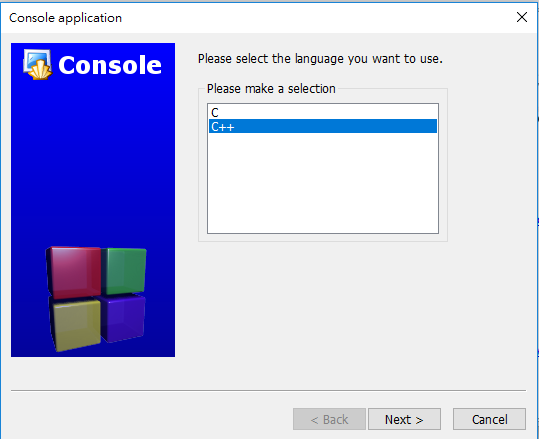 Console application
Console
Please select the language you want to use.
Please make a selection
C
C++
< Back
Next >
Cancel